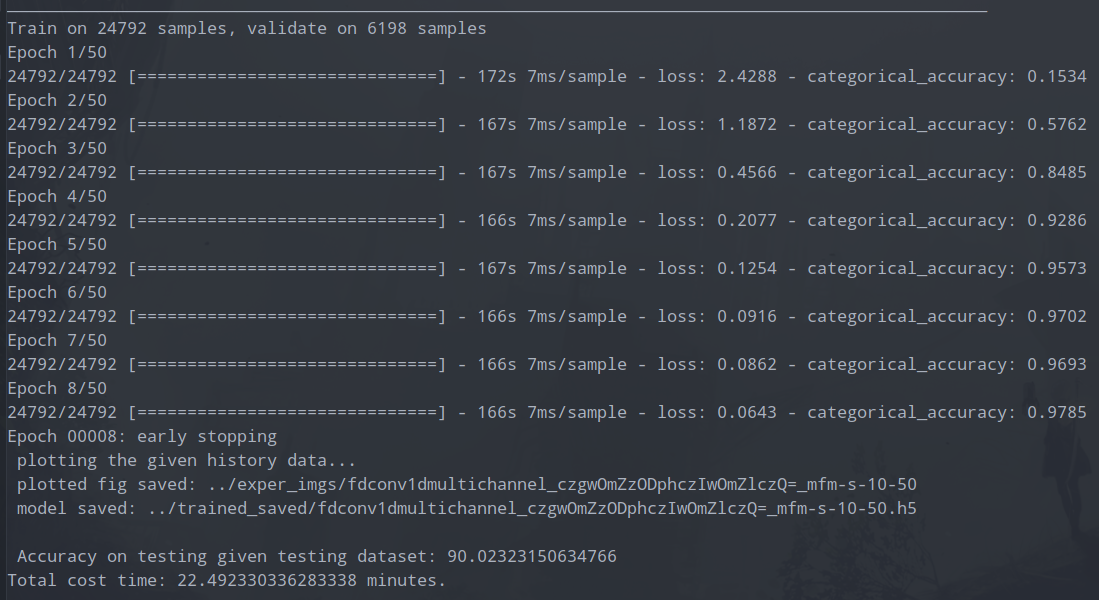 Train on 24792 samples, validate on 6198 samples
Epoch 1/50
24792/24792 [==============================] - 172s 7ms/sample - loss: 2.4288 - categorical_accuracy: 0.1534
Epoch 2/50
24792/24792 [==============================] - 167s 7ms/sample - loss: 1.1872 - categorical_accuracy: 0.5762
Epoch 3/50
24792/24792 [==============================] - 167s 7ms/sample - loss: 0.4566 - categorical_accuracy: 0.8485
Epoch 4/50
24792/24792 [==============================] - 166s 7ms/sample - loss: 0.2077 - categorical_accuracy: 0.9286
Epoch 5/50
24792/24792 [==============================] - 167s 7ms/sample - loss: 0.1254 - categorical_accuracy: 0.9573
Epoch 6/50
24792/24792 [==============================] - 166s 7ms/sample - loss: 0.0916 - categorical_accuracy: 0.9702
Epoch 7/50
24792/24792 [==============================] - 166s 7ms/sample - loss: 0.0862 - categorical_accuracy: 0.9693
Epoch 8/50
24792/24792 [==============================] - 166s 7ms/sample - loss: 0.0643 - categorical_accuracy: 0.9785
Epoch 00008: early stopping
plotting the given history data...
plotted fig saved: ../exper_imgs/fdconv1dmultichannel_czgwOmZzODphczIwOmZlczQ=_mfm-s-10-50
model saved: ../trained_saved/fdconv1dmultichannel_czgwOmZzODphczIwOmZlczQ=_mfm-s-10-50.h5
Accuracy on testing given testing dataset: 90.02323150634766
Total cost time: 22.492330336283338 minutes.